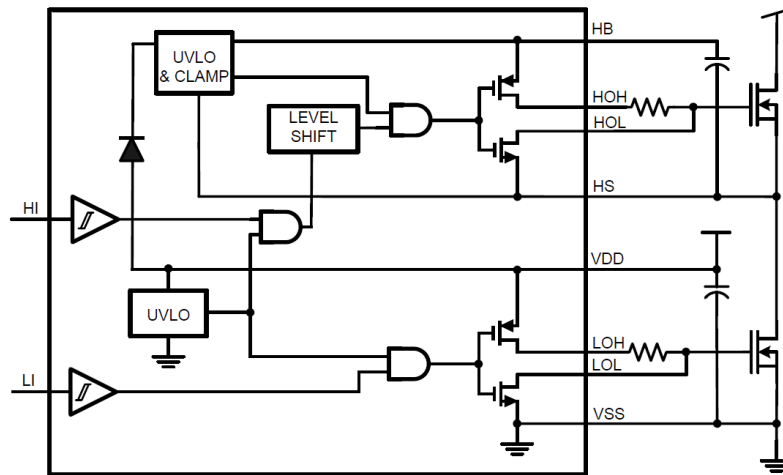 HB
UVLO
& CLAMP
HOH
LEVEL
SHIFT
HOL
HS
HI
VDD
UVLO
LOH
LI
LOL
VSS